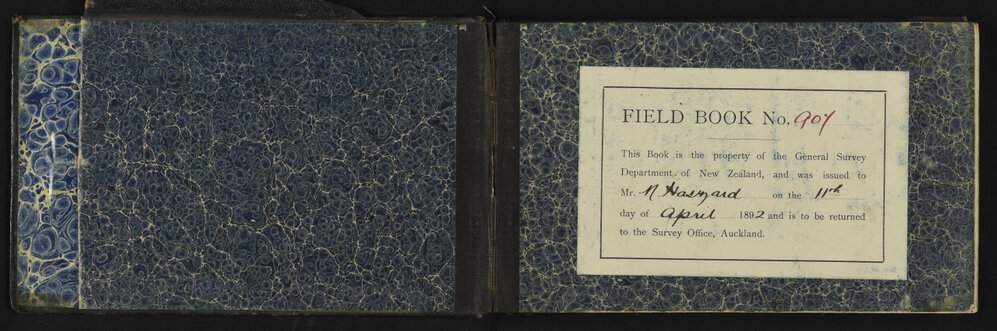 FIELD BOOK No. 907
This Book is the property of the General Survey
Department of New Zealand, and was issued to
Mr. N Haszard on the 11th
day of April 1892 and is to be returned
to the Survey Office, Auckland.